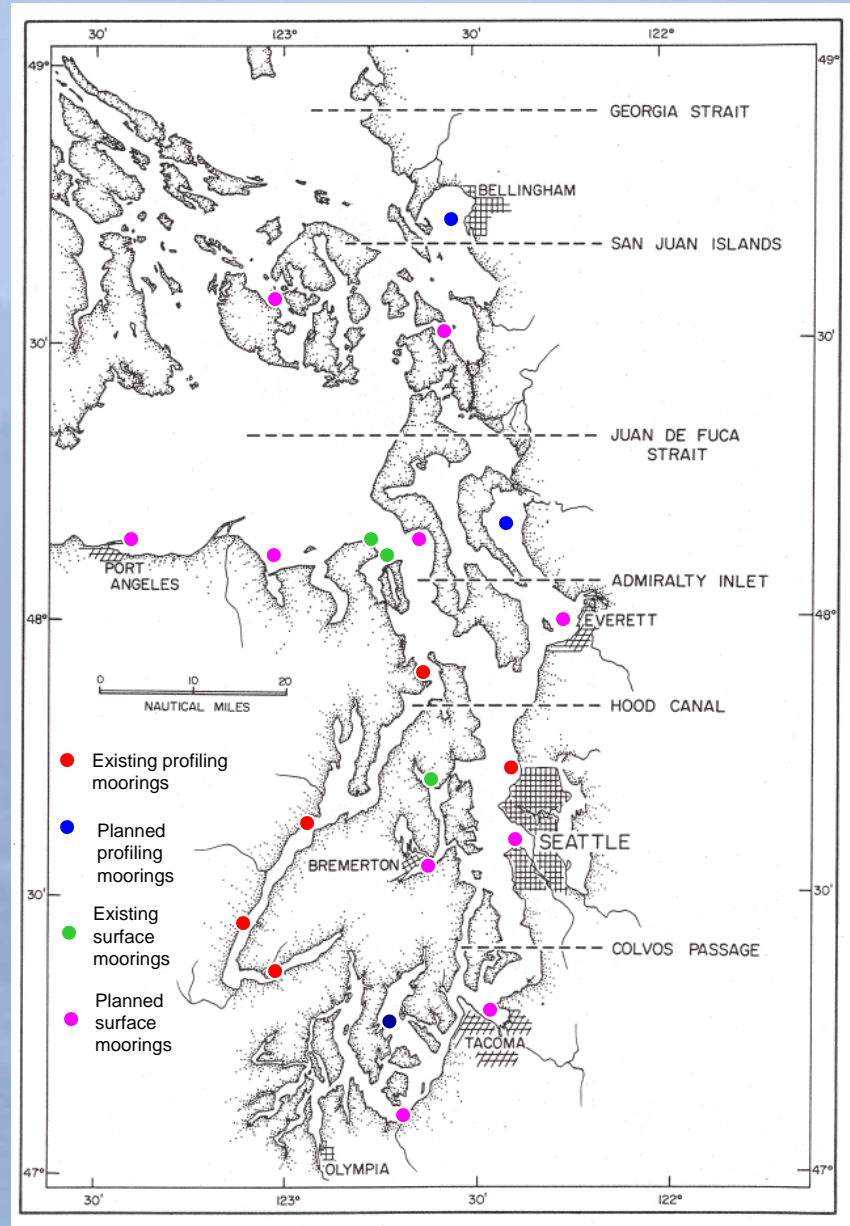 30'
123°
30'
122°
49°
49°
GEORGIA STRAIT
BELLINGHAM
SAN JUAN ISLANDS
30'
30'
JUAN DE FUCA
STRAIT
PORT
ANGELES
ADMIRALTY INLET
48°
48°
EVERETT
0 10 20
NAUTICAL MILES
HOOD CANAL
Existing profiling
moorings
Planned
profiling
moorings
SEATTLE
BREMERTON
30'
30'
Existing
surface
moorings
COLVOS PASSAGE
Planned
surface
moorings
TACOMA
OLYMPIA
47°
47°
30'
123°
30'
122°